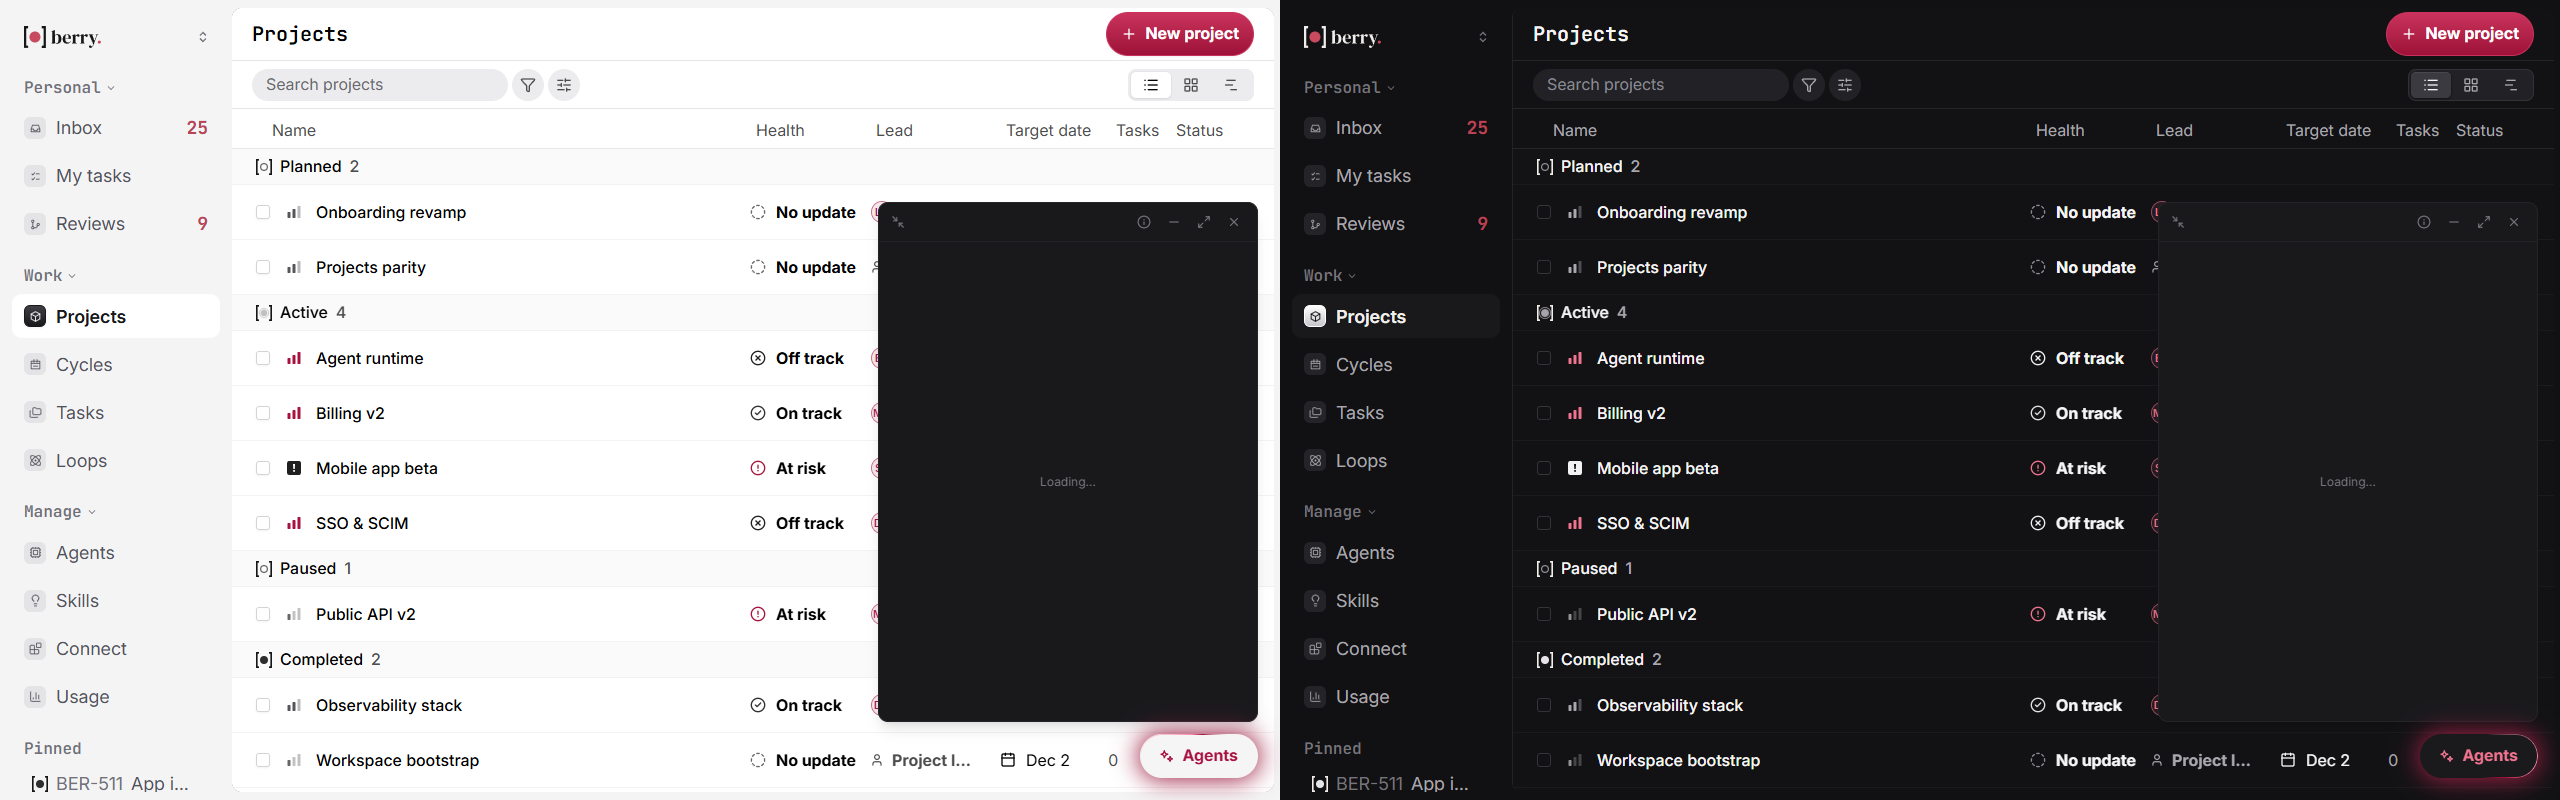 berry.
Personal
Inbox 25
My tasks
Reviews 9
Work
Projects
Cycles
Tasks
Loops
Manage
Agents
Skills
Connect
Usage
Pinned
BER-511 App i...
Projects
+ New project
Search projects
Name Health Lead Target date Tasks Status
Planned 2
Onboarding revamp No update
Projects parity No update
Active 4
Agent runtime Off track
Billing v2 On track
Mobile app beta At risk
SSO & SCIM Off track
Paused 1
Public API v2 At risk
Completed 2
Observability stack On track
Workspace bootstrap No update Project l... Dec 2 0
Loading...
Agents
berry.
Personal
Inbox 25
My tasks
Reviews 9
Work
Projects
Cycles
Tasks
Loops
Manage
Agents
Skills
Connect
Usage
Pinned
BER-511 App i...
Projects
+ New project
Search projects
Name Health Lead Target date Tasks Status
Planned 2
Onboarding revamp No update
Projects parity No update
Active 4
Agent runtime Off track
Billing v2 On track
Mobile app beta At risk
SSO & SCIM Off track
Paused 1
Public API v2 At risk
Completed 2
Observability stack On track
Workspace bootstrap No update Project l... Dec 2 0
Loading...
Agents